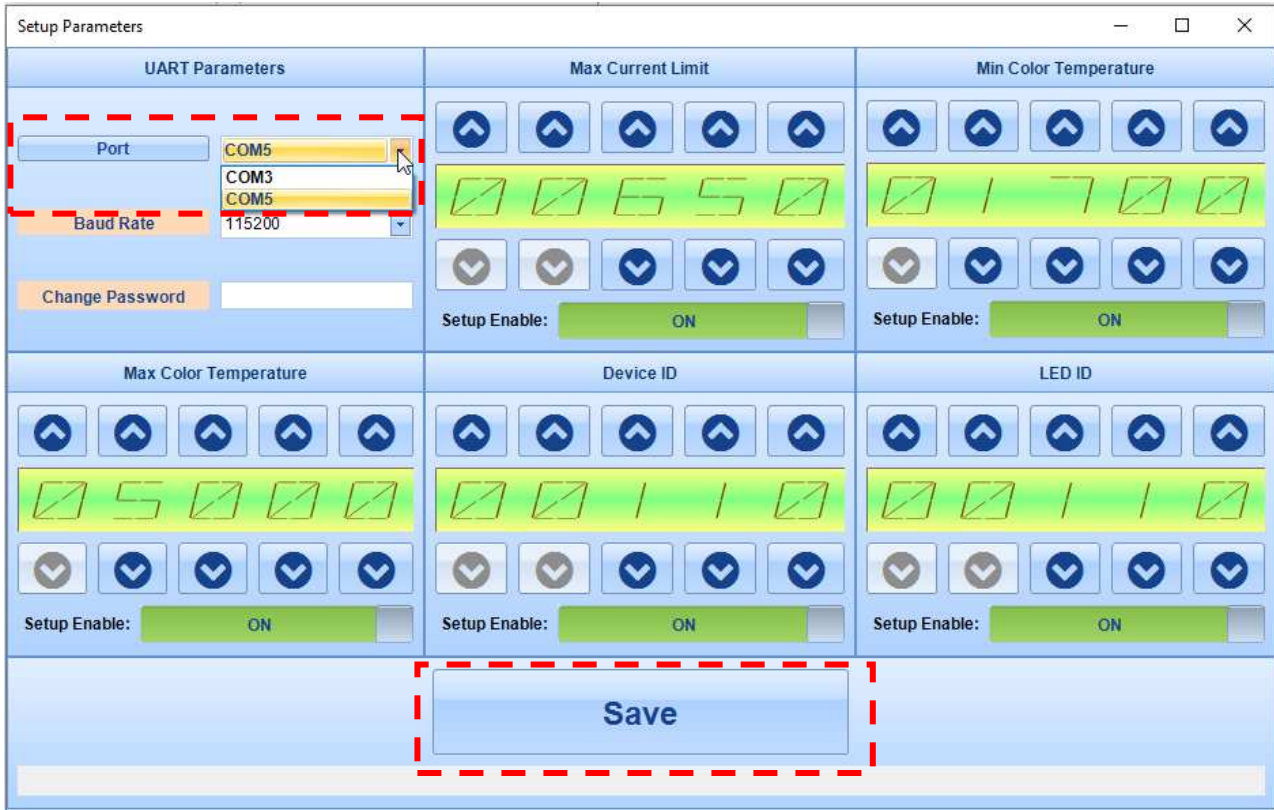 Setup Parameters
UART Parameters
Port
COM5
COM3
COM5
Baud Rate
115200
Change Password
Max Current Limit
00650
Setup Enable:
ON
Min Color Temperature
01700
Setup Enable:
ON
Max Color Temperature
05000
Setup Enable:
ON
Device ID
00110
Setup Enable:
ON
LED ID
00110
Setup Enable:
ON
Save